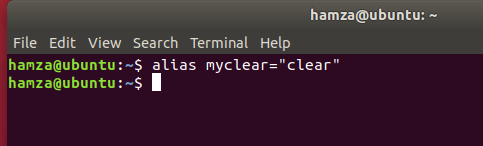 hamza@ubuntu: ~
File Edit View Search Terminal Help
hamza@ubuntu:~$ alias myclear="clear"
hamza@ubuntu:~$